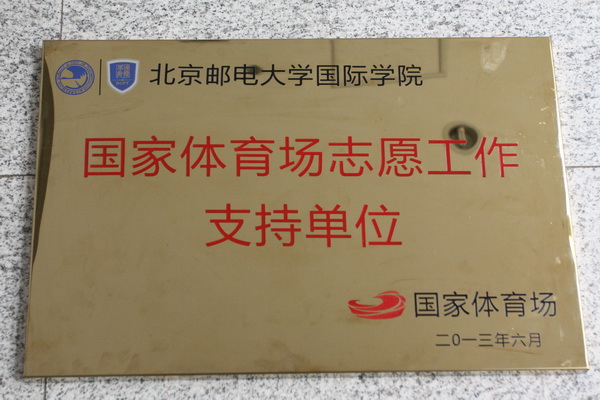 北京邮电大学国际学院
国家体育场志愿工作
支持单位
国家体育场
二0一三年六月